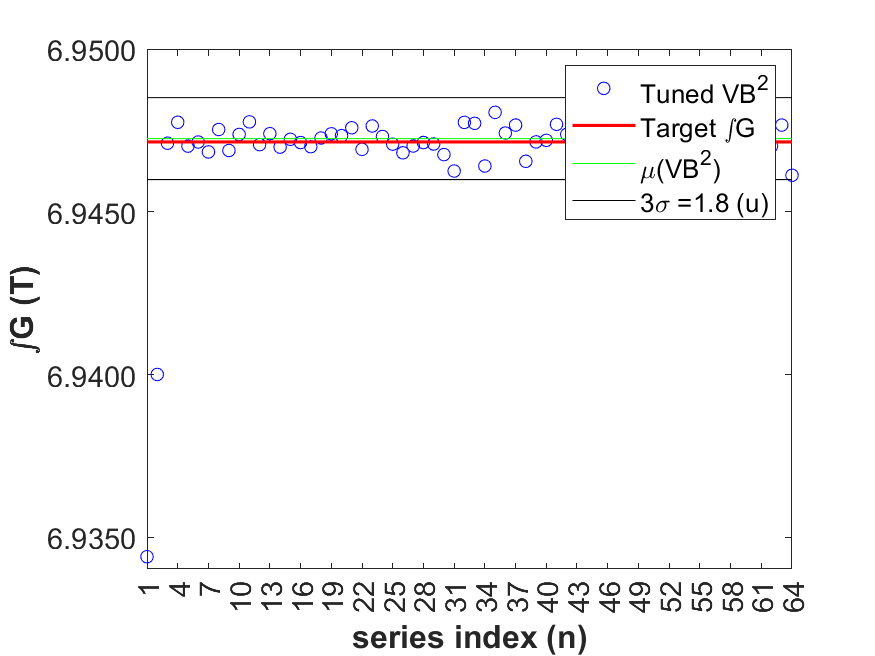 6.9500
6.9450
6.9400
6.9350
∫G (T)
Tuned VB²
Target ∫G
μ(VB²)
3σ =1.8 (u)
1 4 7 10 13 16 19 22 25 28 31 34 37 40 43 46 49 52 55 58 61 64
series index (n)